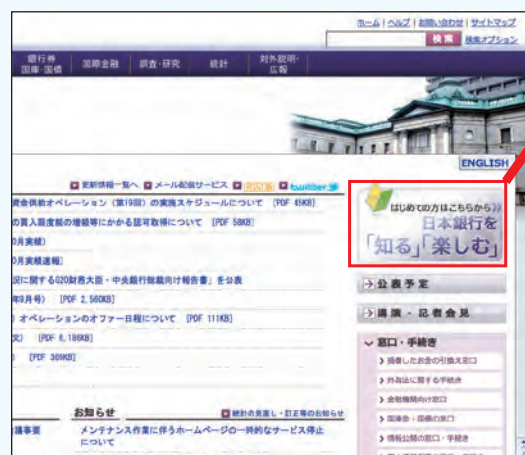 ホーム | ヘルプ | お問い合わせ | サイトマップ
検索 検索オプション
銀行券
国庫・国債
国際金融
調査・研究
統計
対外説明・
広報
ENGLISH
更新情報一覧へ メール配信サービス RSS twitter
資金供給オペレーション（第19回）の実施スケジュールについて [PDF 45KB]
の買入限度額の増額等にかかる認可取得について [PDF 58KB]
0月実績）
0月実績速報）
況に関するG20財務大臣・中央銀行総裁向け報告書」を公表
年9月号） [PDF 2,560KB]
）オペレーションのオファー日程について [PDF 111KB]
文） [PDF 8,186KB]
） [PDF 309KB]
はじめての方はこちらから
日本銀行を
「知る」「楽しむ」
公表予定
講演・記者会見
窓口・手続き
損傷したお金の引換え窓口
外為法に関する手続き
金融機関向け窓口
国庫金・国債の窓口
情報公開の窓口・手続き
お知らせ 統計の見直し・訂正等のお知らせ
議事要
メンテナンス作業に伴うホームページの一時的なサービス停止
について